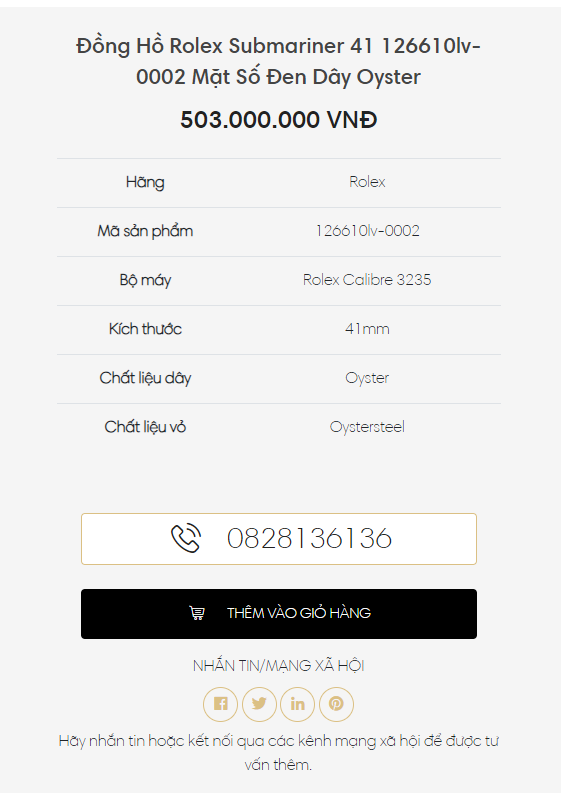 Đồng Hồ Rolex Submariner 41 126610lv-
0002 Mặt Số Đen Dây Oyster
503.000.000 VNĐ
Hãng Rolex
Mã sản phẩm 126610lv-0002
Bộ máy Rolex Calibre 3235
Kích thước 41mm
Chất liệu dây Oyster
Chất liệu vỏ Oystersteel
0828136136
THÊM VÀO GIỎ HÀNG
NHẮN TIN/MẠNG XÃ HỘI
Hãy nhắn tin hoặc kết nối qua các kênh mạng xã hội để được tư
vấn thêm.